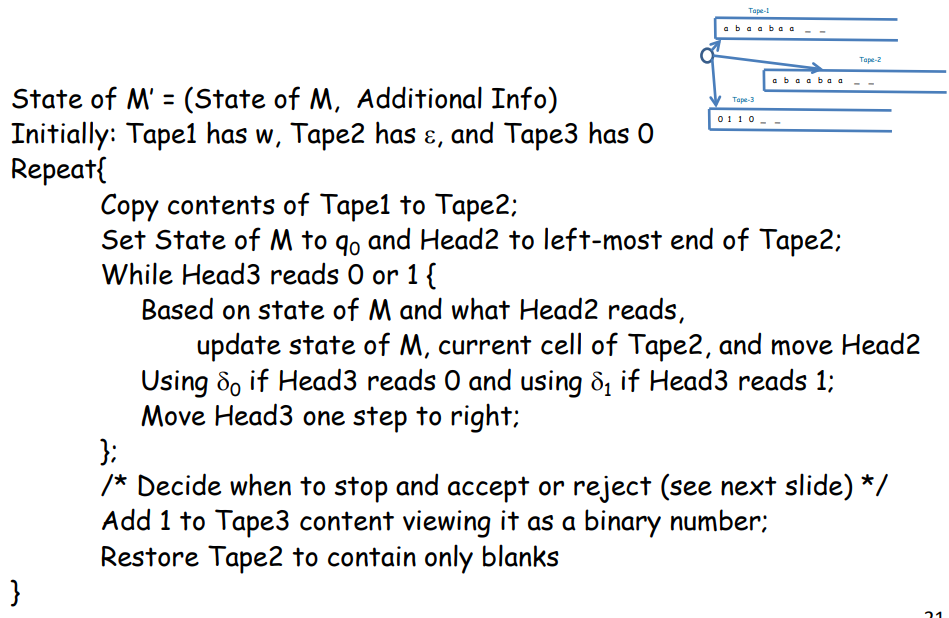 Tape-1
a b a a b a a _ _
Tape-2
a b a a b a a _ _
Tape-3
0 1 1 0 _ _
State of M' = (State of M, Additional Info)
Initially: Tape1 has w, Tape2 has ε, and Tape3 has 0
Repeat{
Copy contents of Tape1 to Tape2;
Set State of M to q₀ and Head2 to left-most end of Tape2;
While Head3 reads 0 or 1 {
Based on state of M and what Head2 reads,
update state of M, current cell of Tape2, and move Head2
Using δ₀ if Head3 reads 0 and using δ₁ if Head3 reads 1;
Move Head3 one step to right;
};
/* Decide when to stop and accept or reject (see next slide) */
Add 1 to Tape3 content viewing it as a binary number;
Restore Tape2 to contain only blanks
}